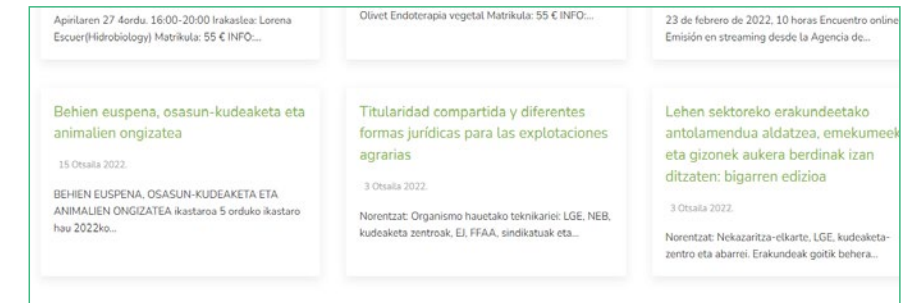 Apirilaren 27 4ordu. 16:00-20:00 Irakaslea: Lorena
Escuer(Hidrobiology) Matrikula: 55 € INFO:...
Olivet Endoterapia vegetal Matrikula: 55 € INFO:...
23 de febrero de 2022, 10 horas Encuentro online
Emisión en streaming desde la Agencia de...
Behien euspena, osasun-kudeaketa eta
animalien ongizatea
15 Otsaila 2022.
BEHIEN EUSPENA, OSASUN-KUDEAKETA ETA
ANIMALIEN ONGIZATEA ikastaroa 5 orduko ikastaro
hau 2022ko...
Titularidad compartida y diferentes
formas jurídicas para las explotaciones
agrarias
3 Otsaila 2022.
Norentzat: Organismo hauetako teknikariei: LGE, NEB,
kudeaketa zentroak, EJ, FFAA, sindikatuak eta...
Lehen sektoreko erakundeetako
antolamendua aldatzea, emekumeek
eta gizonek aukera berdinak izan
ditzaten: bigarren edizioa
3 Otsaila 2022.
Norentzat: Nekazaritza-elkarte, LGE, kudeaketa-
zentro eta abarrei. Erakundeak goitik behera...